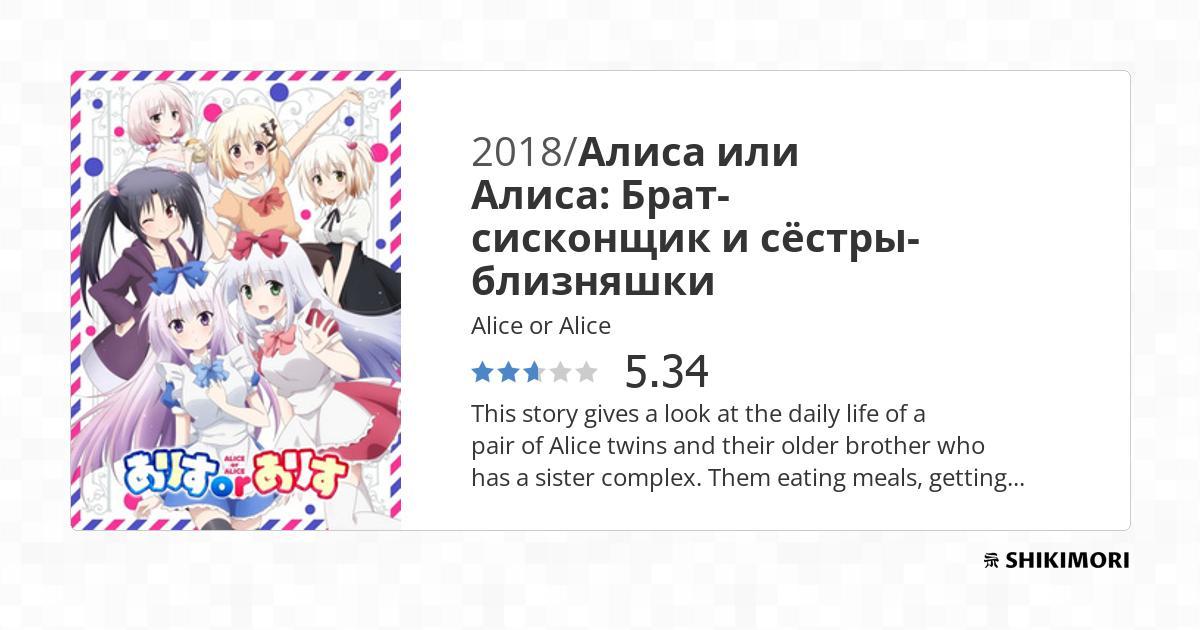 2018/Алиса или
Алиса: Брат-
сисконщик и сёстры-
близняшки
Alice or Alice
5.34
This story gives a look at the daily life of a
pair of Alice twins and their older brother who
has a sister complex. Them eating meals, getting...
ありす
ALICE
or
ALICE
or
ありす
SHIKIMORI